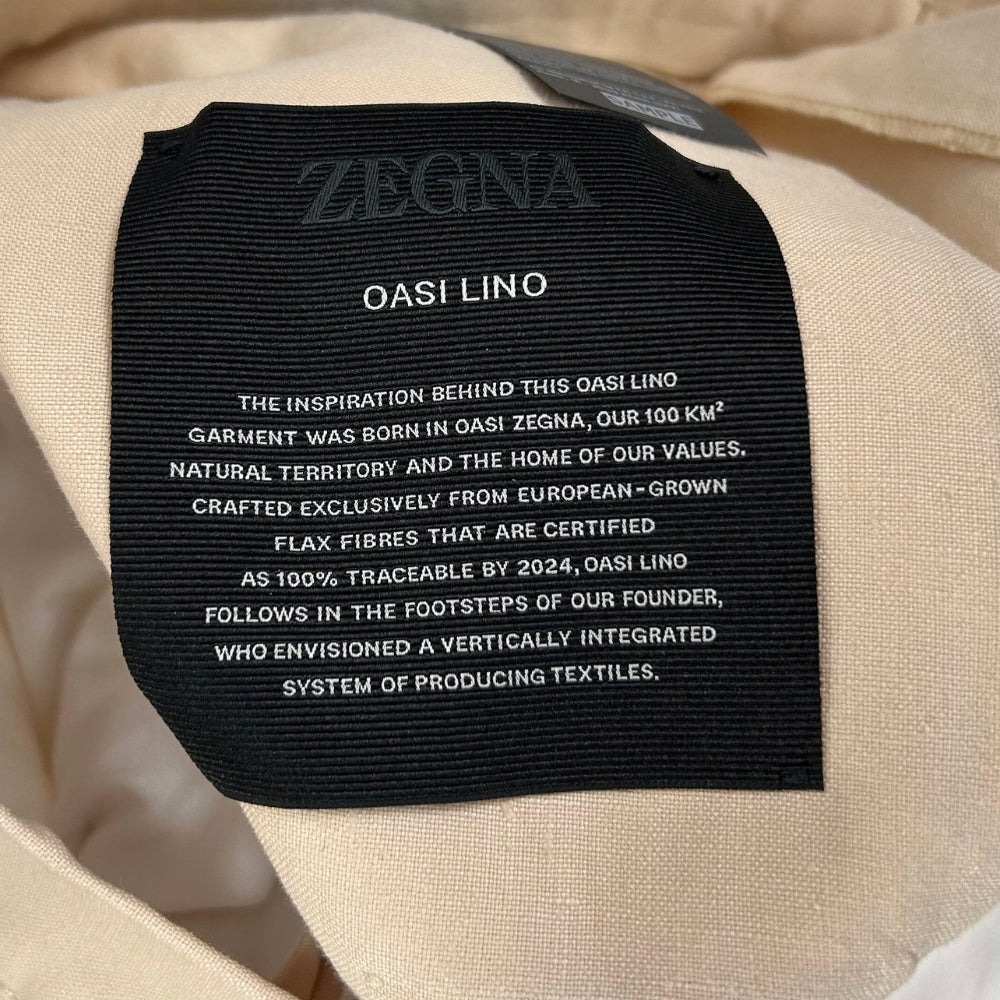 SAMPLE
ZEGNA
OASI LINO
THE INSPIRATION BEHIND THIS OASI LINO
GARMENT WAS BORN IN OASI ZEGNA, OUR 100 KM²
NATURAL TERRITORY AND THE HOME OF OUR VALUES.
CRAFTED EXCLUSIVELY FROM EUROPEAN-GROWN
FLAX FIBRES THAT ARE CERTIFIED
AS 100% TRACEABLE BY 2024, OASI LINO
FOLLOWS IN THE FOOTSTEPS OF OUR FOUNDER,
WHO ENVISIONED A VERTICALLY INTEGRATED
SYSTEM OF PRODUCING TEXTILES.